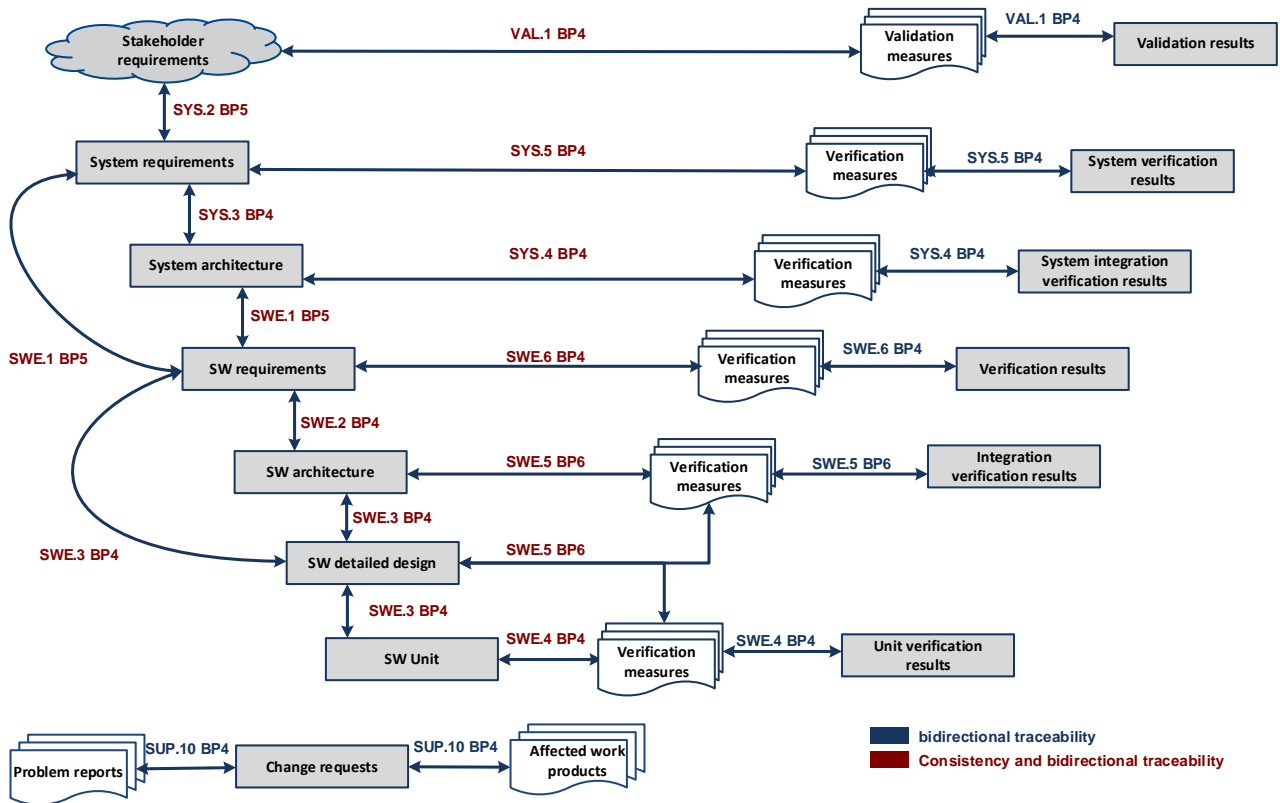 Stakeholder
requirements
VAL.1 BP4
Validation
measures
VAL.1 BP4
Validation results
SYS.2 BP5
System requirements
SYS.5 BP4
Verification
measures
SYS.5 BP4
System verification
results
SYS.3 BP4
System architecture
SYS.4 BP4
Verification
measures
SYS.4 BP4
System integration
verification results
SWE.1 BP5
SWE.1 BP5
SW requirements
SWE.6 BP4
Verification
measures
SWE.6 BP4
Verification results
SWE.2 BP4
SW architecture
SWE.5 BP6
Verification
measures
SWE.5 BP6
Integration
verification results
SWE.3 BP4
SWE.3 BP4
SW detailed design
SWE.5 BP6
SWE.3 BP4
SW Unit
SWE.4 BP4
Verification
measures
SWE.4 BP4
Unit verification
results
Problem reports
SUP.10 BP4
Change requests
SUP.10 BP4
Affected work
products
bidirectional traceability
Consistency and bidirectional traceability